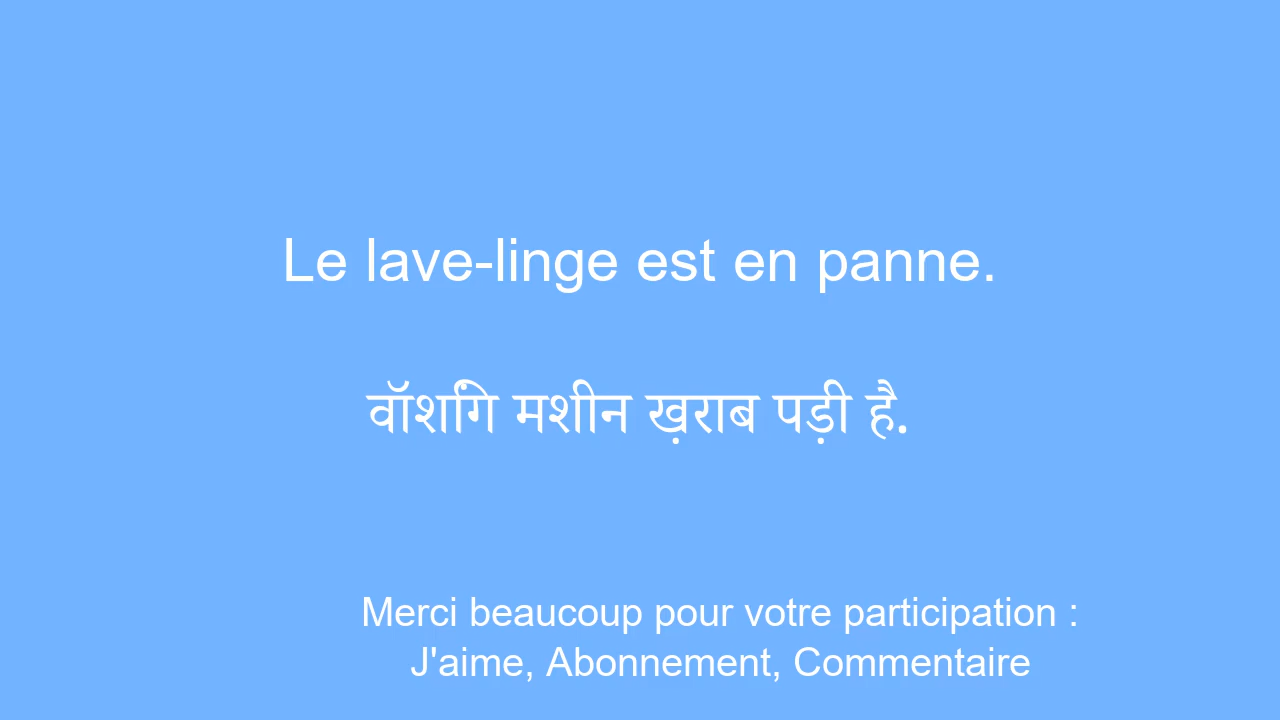 Le lave-linge est en panne.
वॉशिंग मशीन ख़राब पड़ी है.
Merci beaucoup pour votre participation :
J'aime, Abonnement, Commentaire